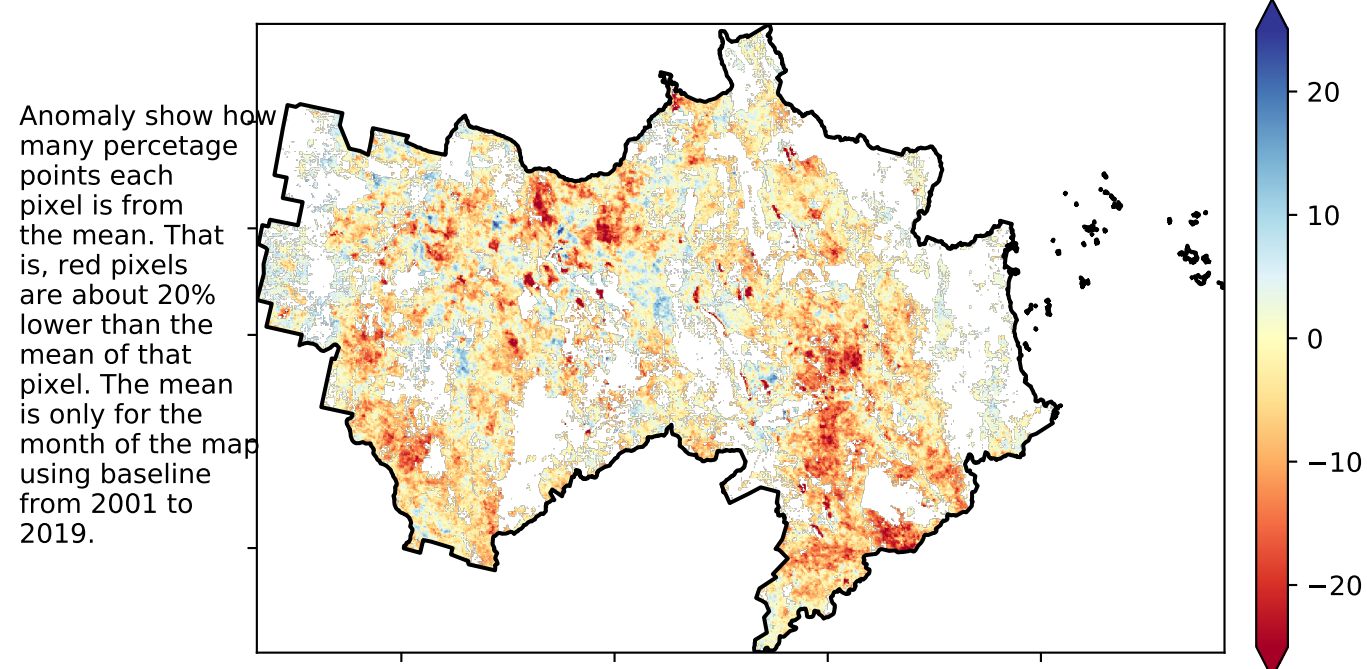 Anomaly show how
many percetage
points each
pixel is from
the mean. That
is, red pixels
are about 20%
lower than the
mean of that
pixel. The mean
is only for the
month of the map
using baseline
from 2001 to
2019.
20
10
0
−10
−20